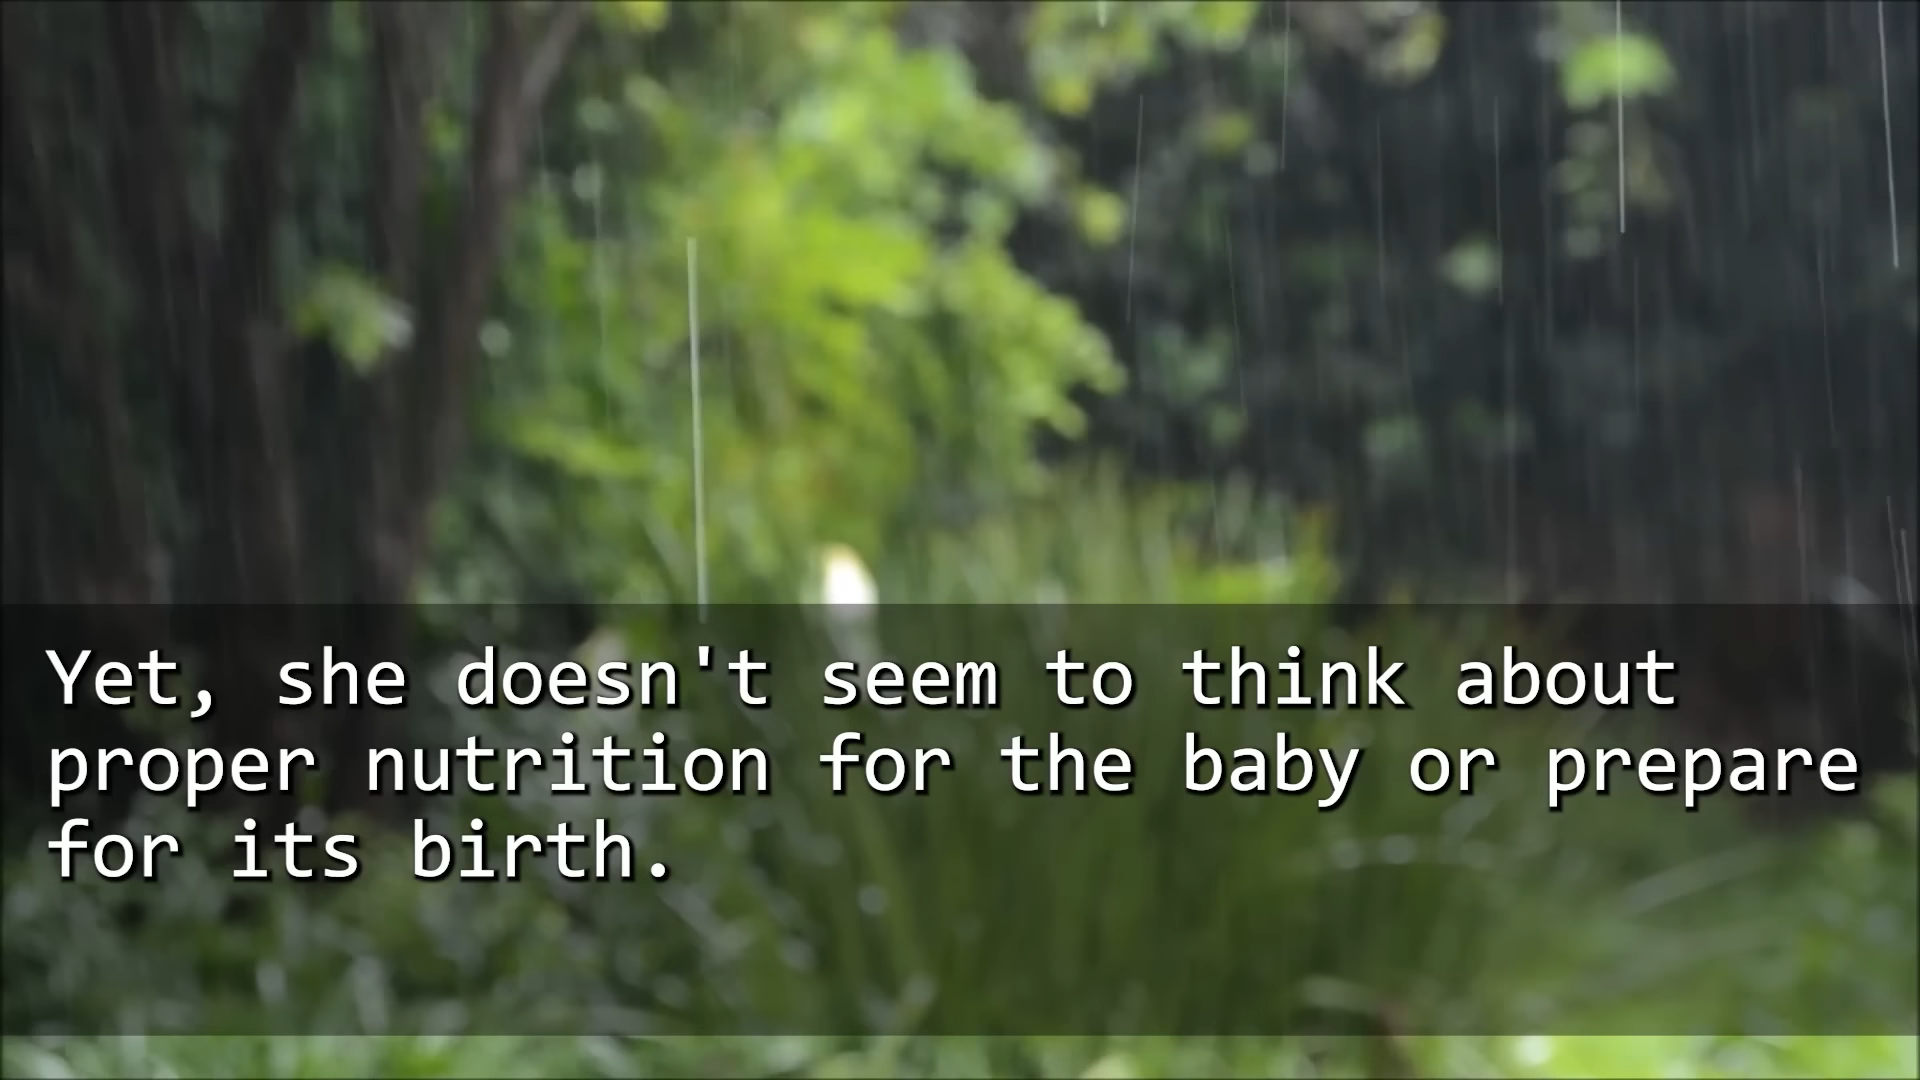 Yet, she doesn't seem to think about
proper nutrition for the baby or prepare
for its birth.